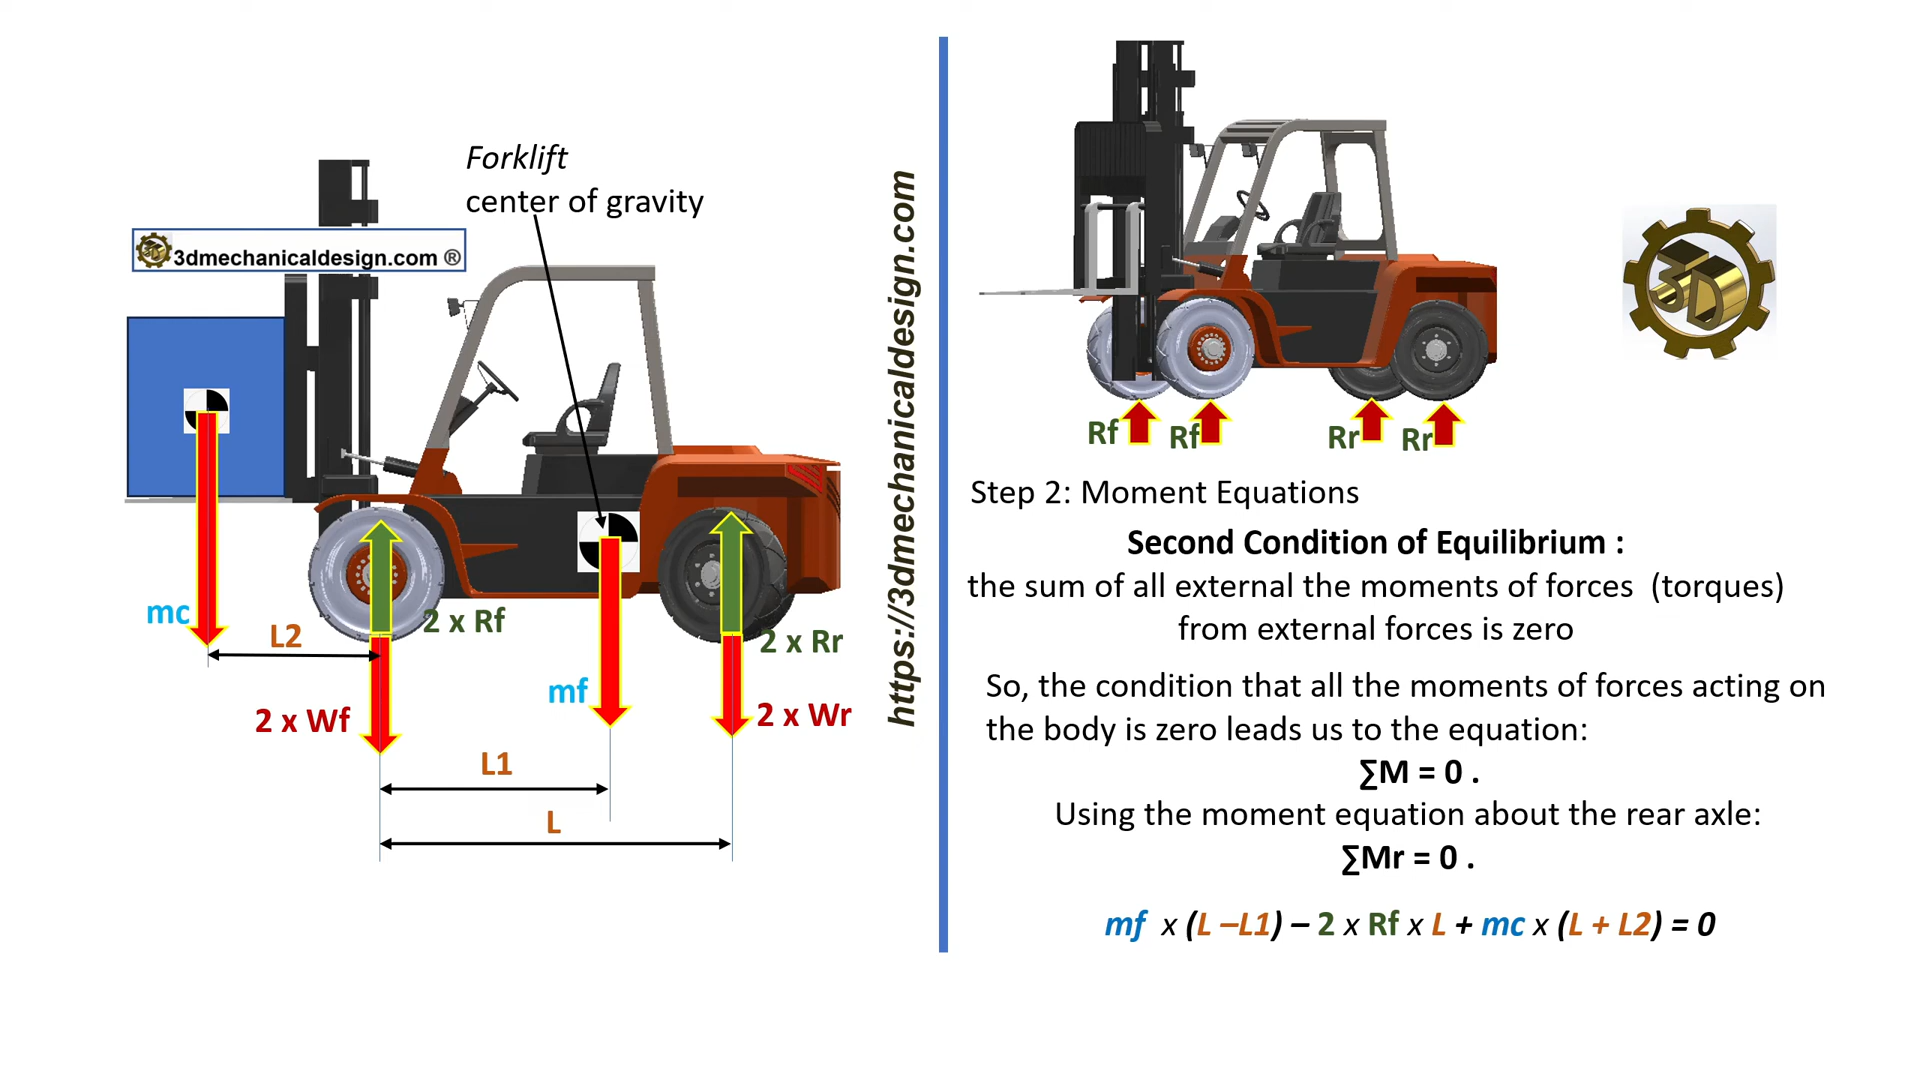 Forklift
center of gravity
3dmechanicaldesign.com ®
mc
L2
2 x Rf
2 x Rr
mf
2 x Wf
2 x Wr
L1
L
https://3dmechanicaldesign.com
3D
Rf
Rf
Rr
Rr
Step 2: Moment Equations
Second Condition of Equilibrium :
the sum of all external the moments of forces (torques)
from external forces is zero
So, the condition that all the moments of forces acting on
the body is zero leads us to the equation:
∑M = 0 .
Using the moment equation about the rear axle:
∑Mr = 0 .
mf x (L –L1) – 2 x Rf x L + mc x (L + L2) = 0